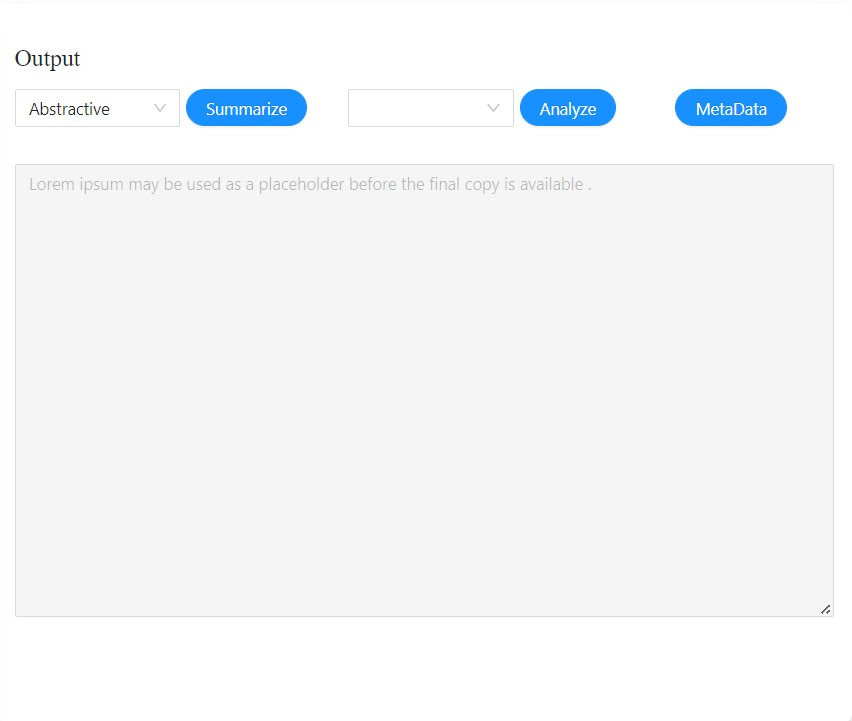 Output
Abstractive Summarize Analyze MetaData
Lorem ipsum may be used as a placeholder before the final copy is available .